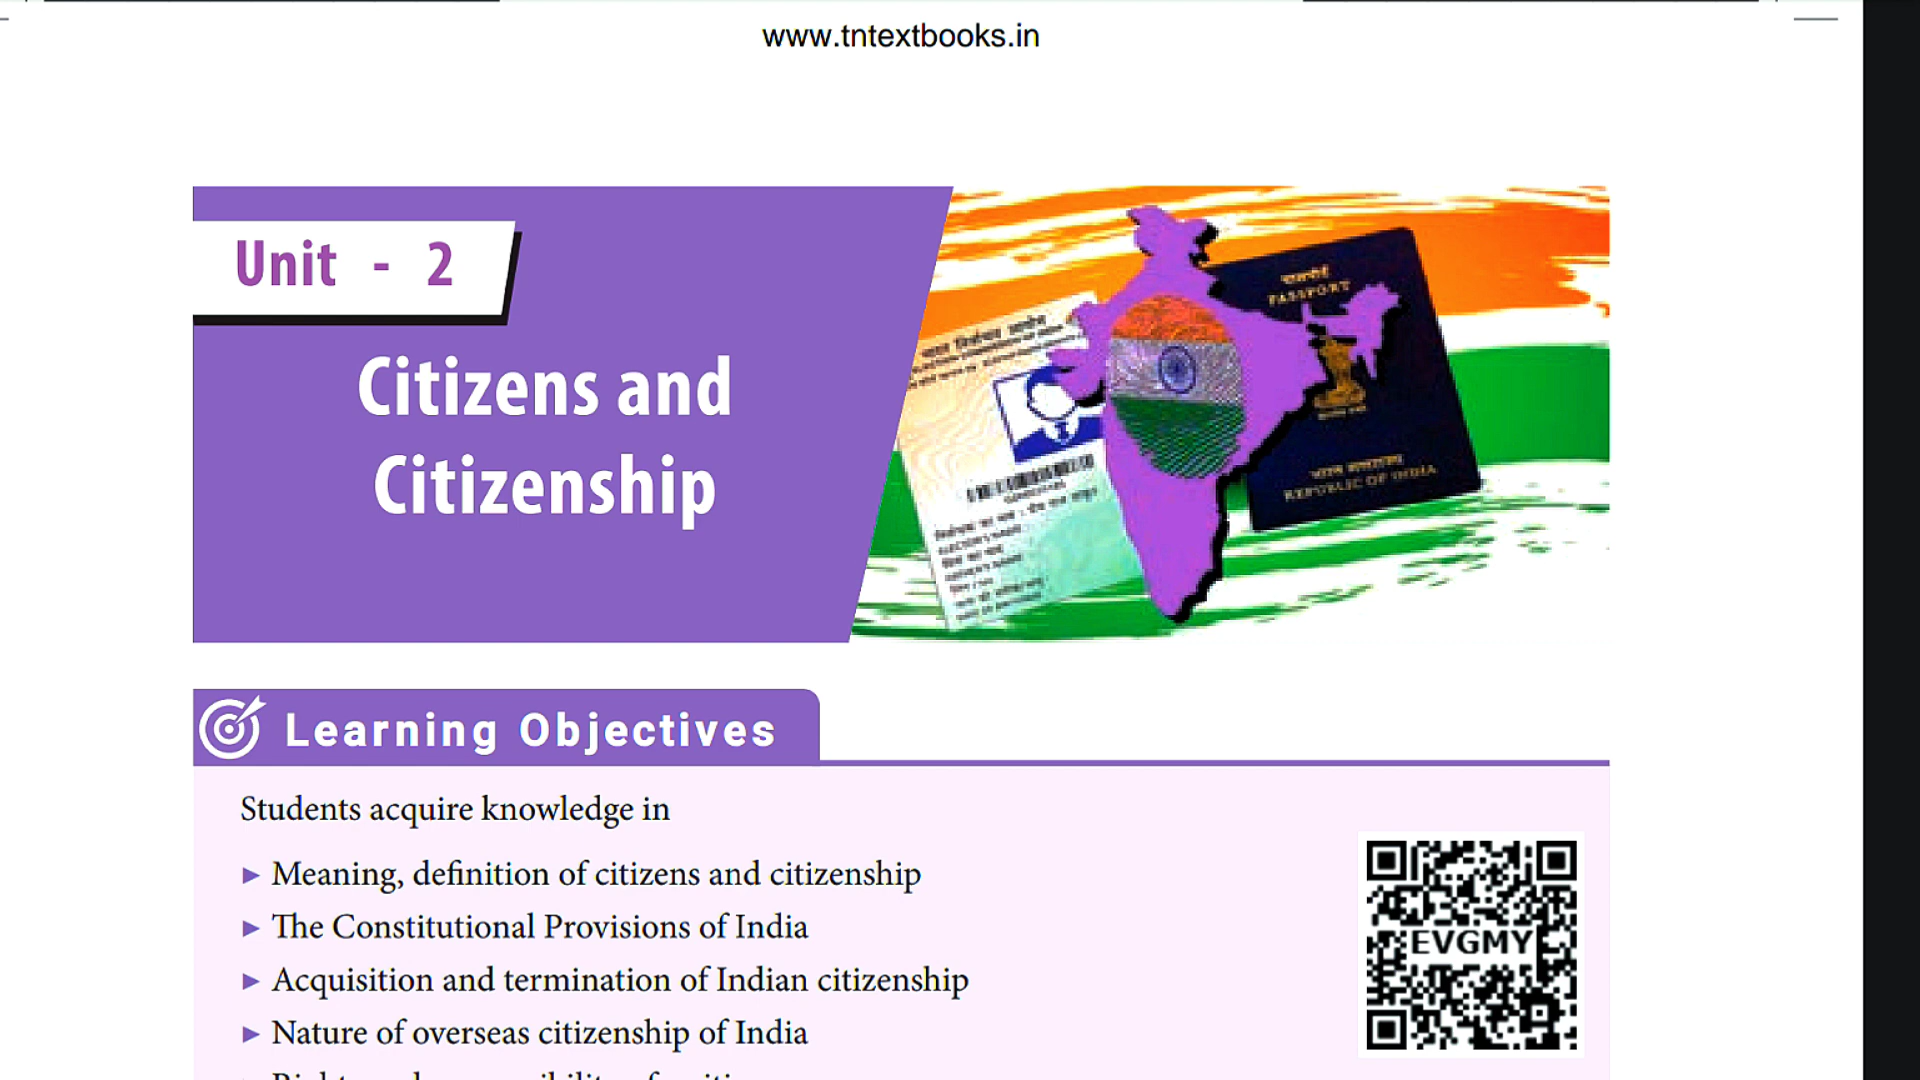 www.tntextbooks.in
Unit - 2
Citizens and
Citizenship
PASSPORT
REPUBLIC OF INDIA
Learning Objectives
Students acquire knowledge in
► Meaning, definition of citizens and citizenship
► The Constitutional Provisions of India
► Acquisition and termination of Indian citizenship
► Nature of overseas citizenship of India
EVGMY